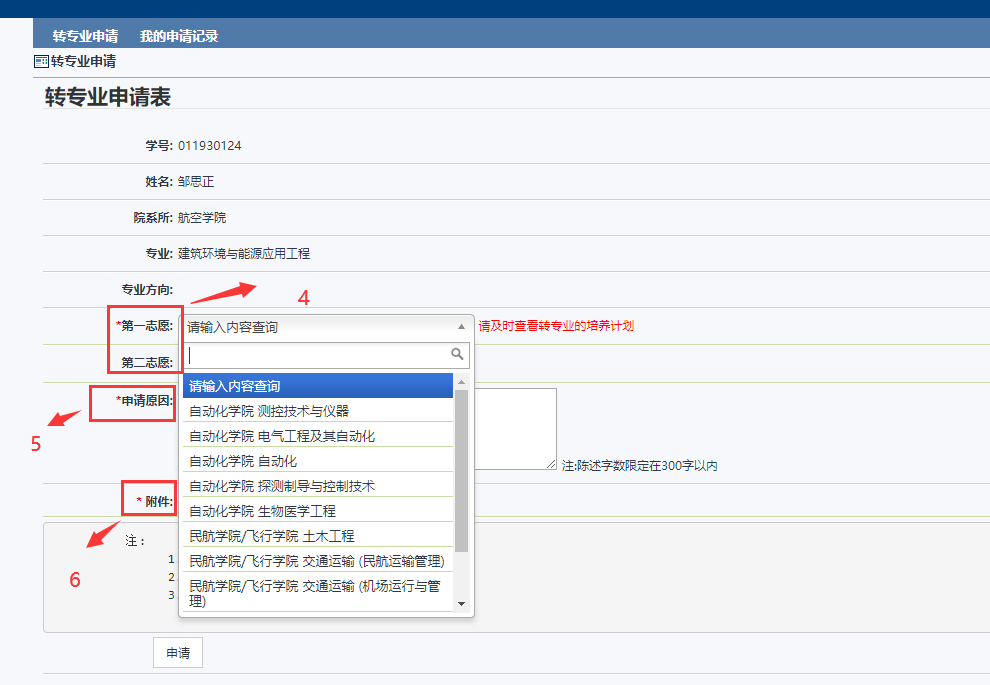 转专业申请 我的申请记录
转专业申请
转专业申请表
学号: 011930124
姓名: 邹思正
院系所: 航空学院
专业: 建筑环境与能源应用工程
专业方向:
4
*第一志愿: 请输入内容查询 请及时查看转专业的培养计划
第二志愿:
请输入内容查询
*申请原因:
自动化学院 测控技术与仪器
自动化学院 电气工程及其自动化
5
自动化学院 自动化
注:陈述字数限定在300字以内
自动化学院 探测制导与控制技术
* 附件:
自动化学院 生物医学工程
民航学院/飞行学院 土木工程
注：
1.
民航学院/飞行学院 交通运输 (民航运输管理)
6
2.
民航学院/飞行学院 交通运输 (机场运行与管
理)
3.
申请